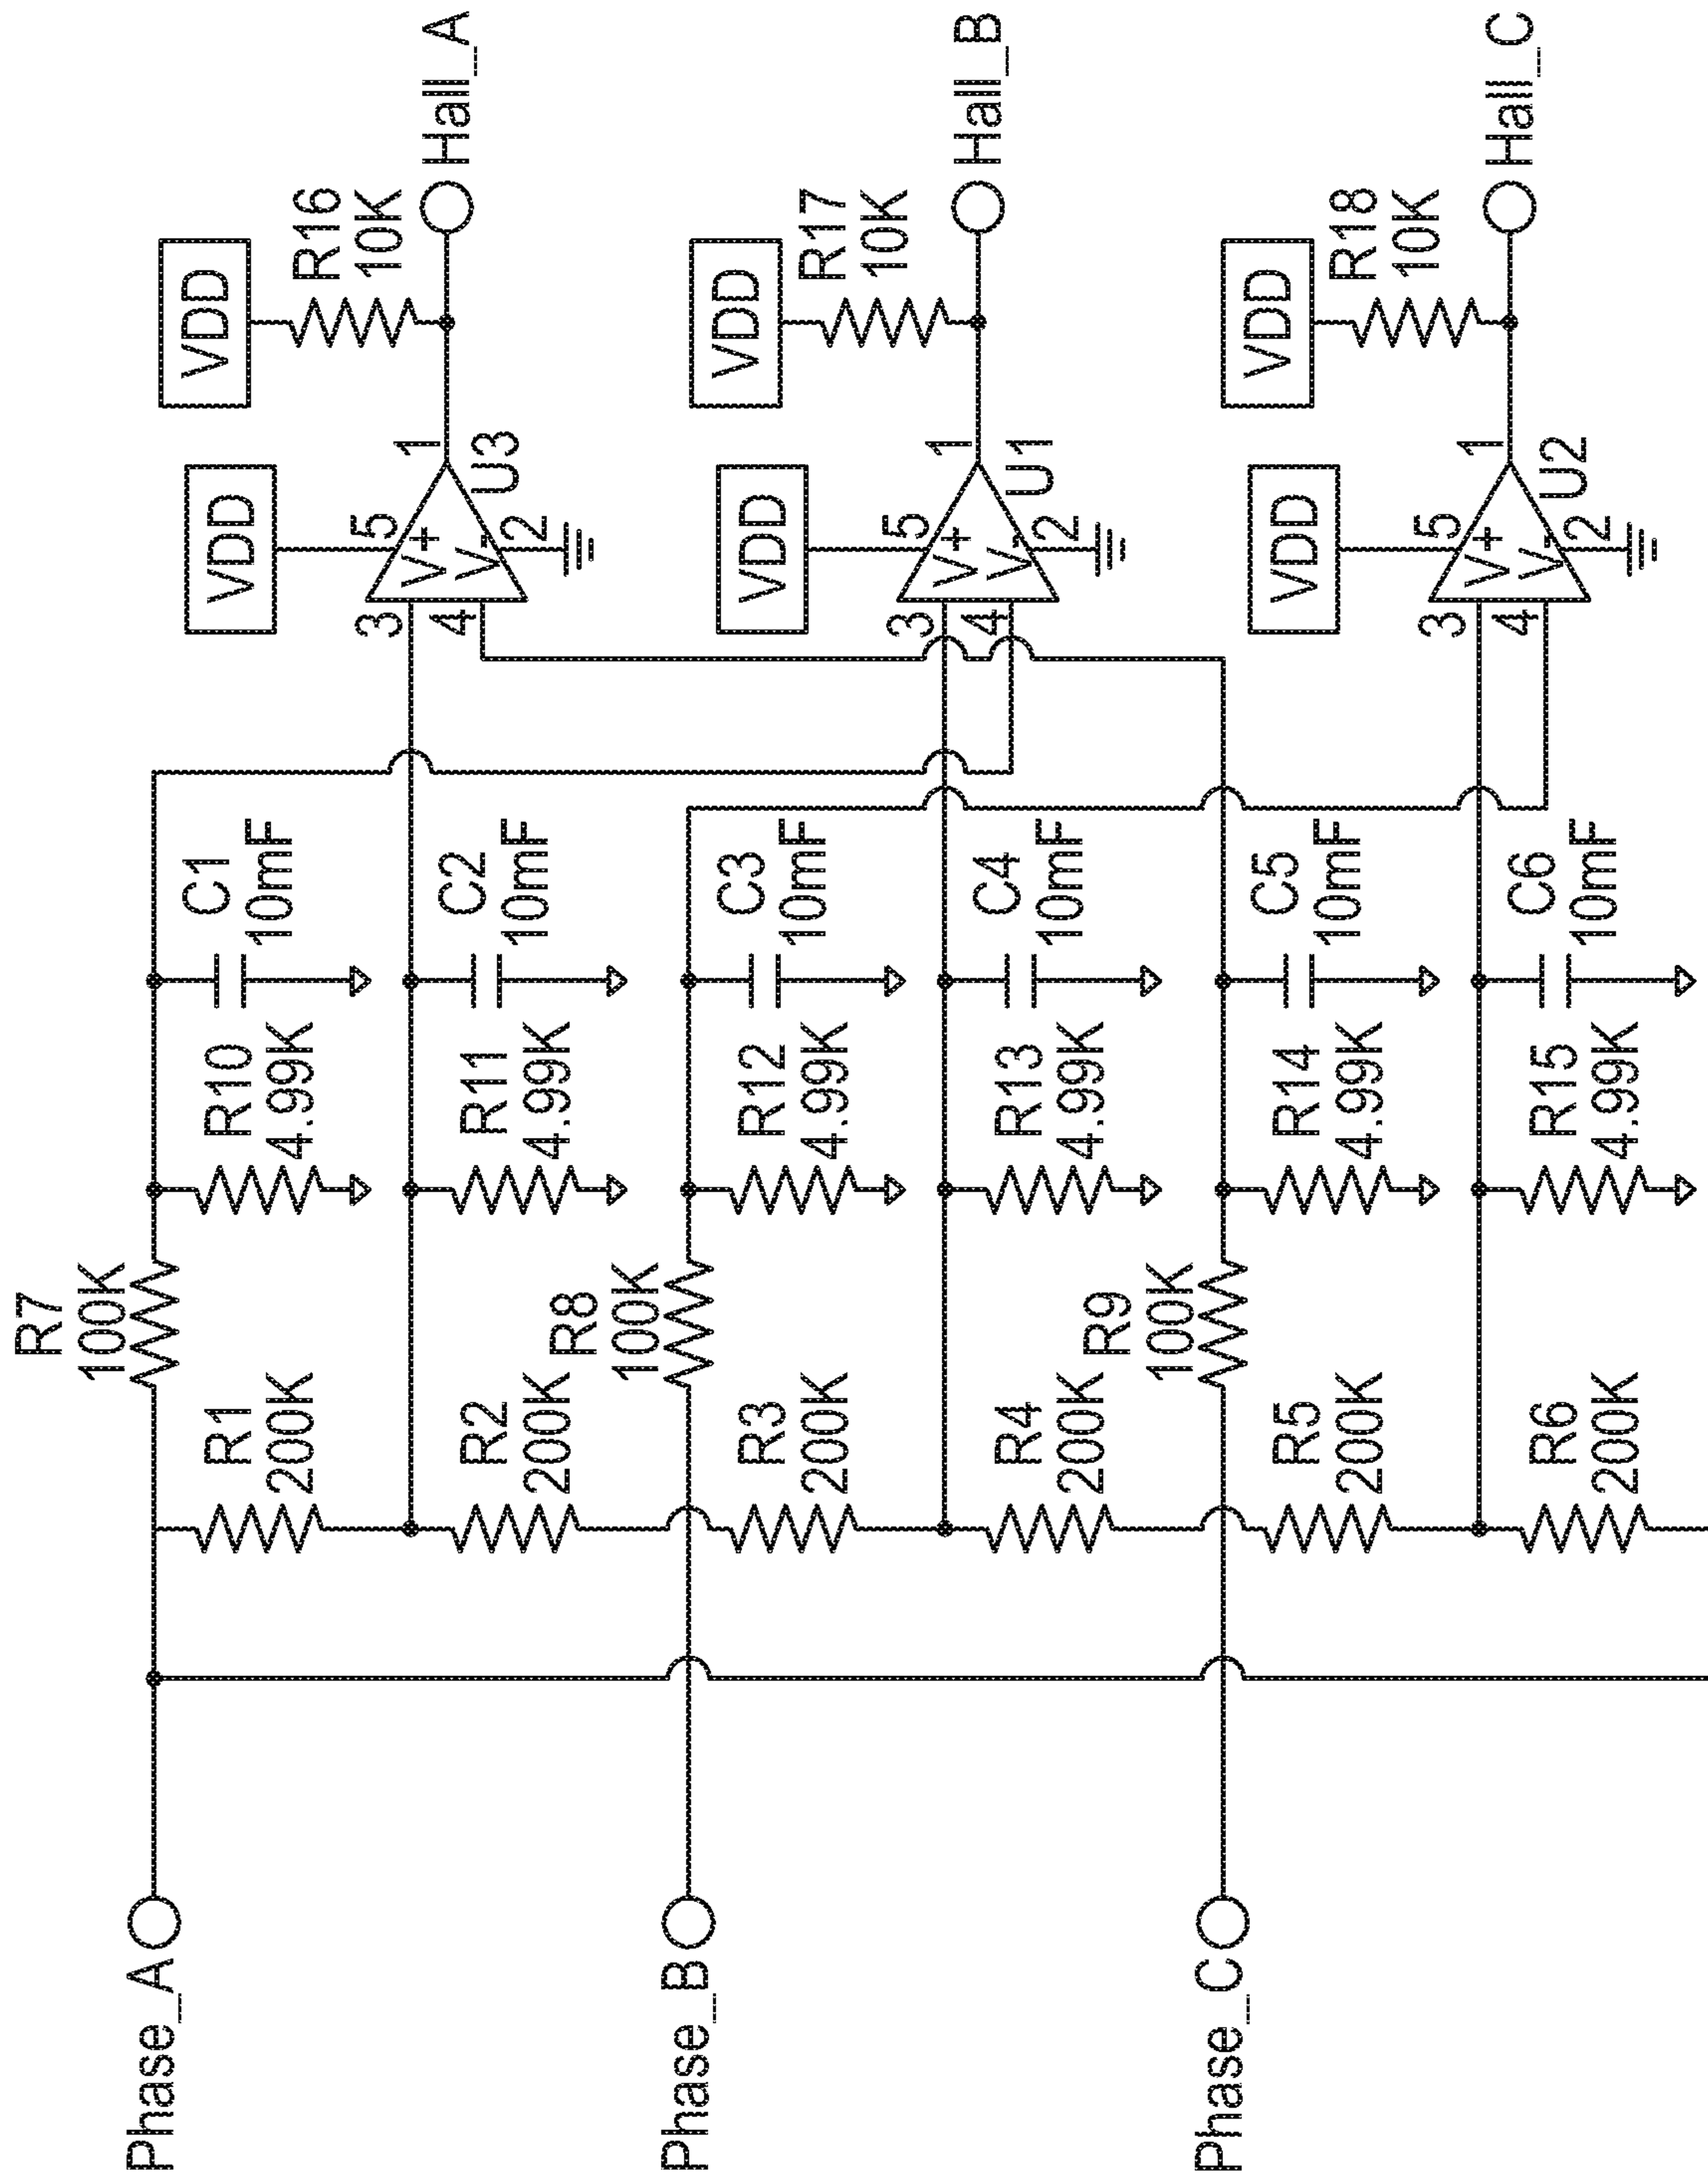 Phase_A
Phase_B
Phase_C
R7
100K
R8
100K
R9
100K
R1
200K
R2
200K
R3
200K
R4
200K
R5
200K
R6
200K
R10
4.99K
R11
4.99K
R12
4.99K
R13
4.99K
R14
4.99K
R15
4.99K
C1
10mF
C2
10mF
C3
10mF
C4
10mF
C5
10mF
C6
10mF
VDD
3
4
5
V+
V-
2
1
U3
VDD
3
4
5
V+
V-
2
1
U1
VDD
3
4
5
V+
V-
2
1
U2
VDD
R16
10K
VDD
R17
10K
VDD
R18
10K
Hall_A
Hall_B
Hall_C